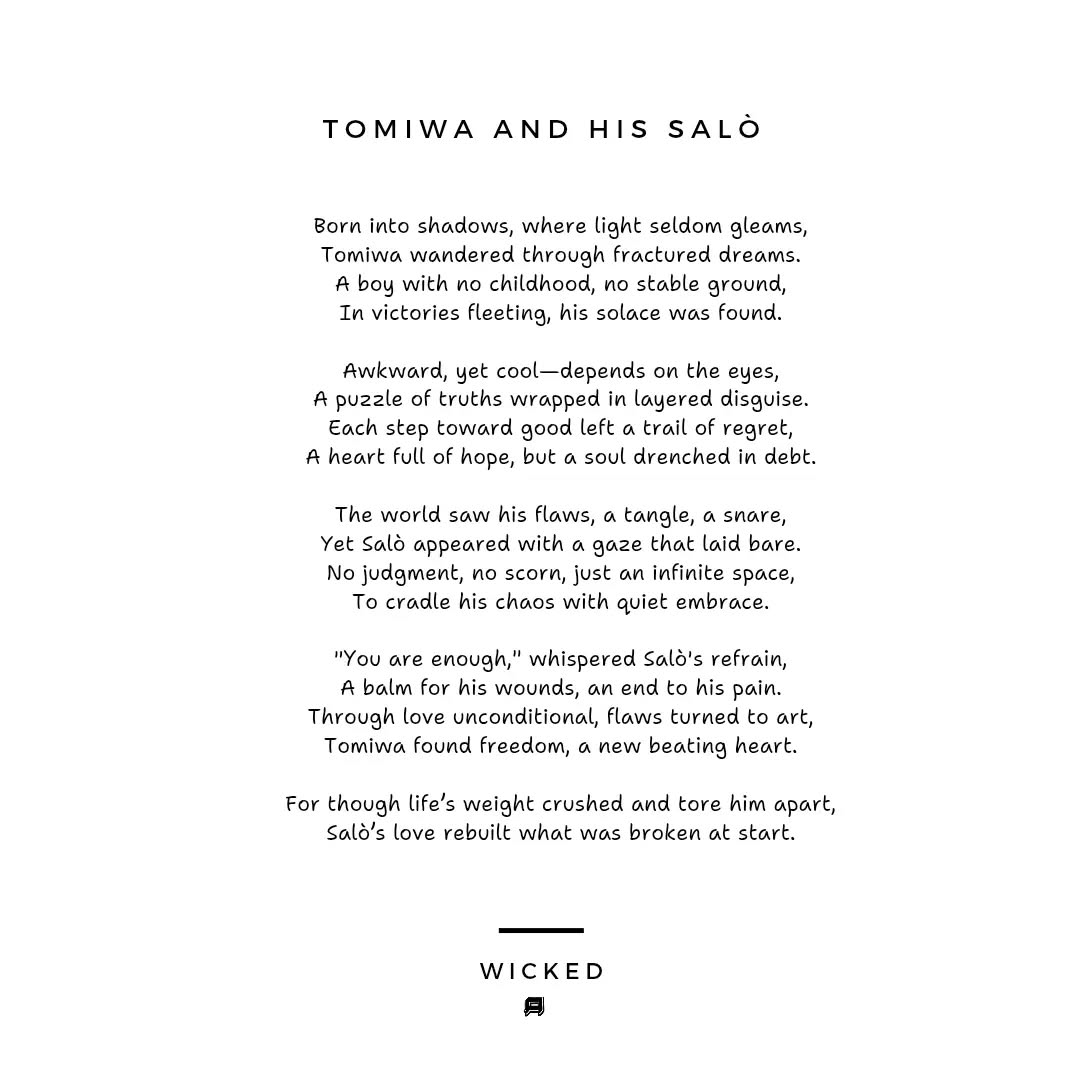 TOMIWA AND HIS SALÒ
Born into shadows, where light seldom gleams,
Tomiwa wandered through fractured dreams.
A boy with no childhood, no stable ground,
In victories fleeting, his solace was found.
Awkward, yet cool—depends on the eyes,
A puzzle of truths wrapped in layered disguise.
Each step toward good left a trail of regret,
A heart full of hope, but a soul drenched in debt.
The world saw his flaws, a tangle, a snare,
Yet Salò appeared with a gaze that laid bare.
No judgment, no scorn, just an infinite space,
To cradle his chaos with quiet embrace.
"You are enough," whispered Salò's refrain,
A balm for his wounds, an end to his pain.
Through love unconditional, flaws turned to art,
Tomiwa found freedom, a new beating heart.
For though life’s weight crushed and tore him apart,
Salò’s love rebuilt what was broken at start.
WICKED